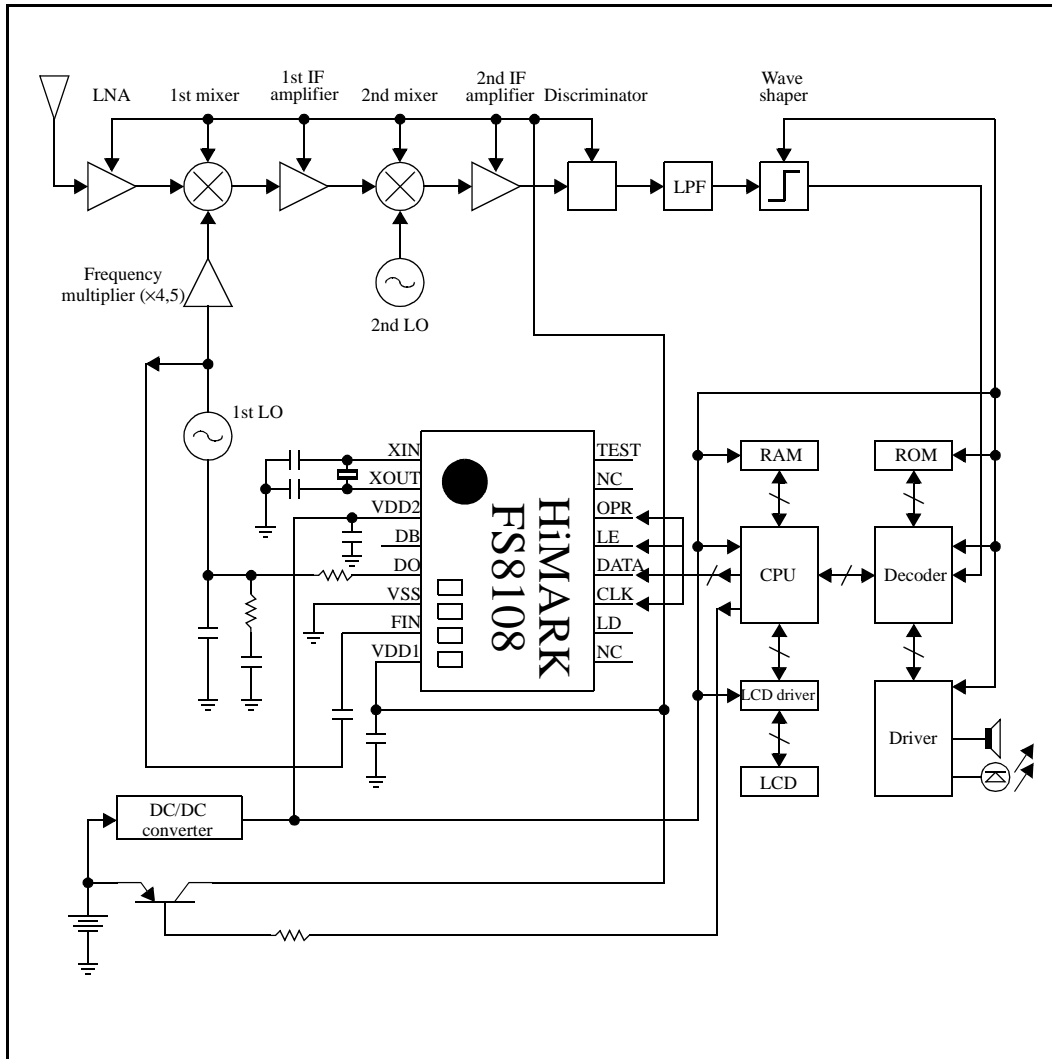 LNA
1st mixer
1st IF
amplifier
2nd mixer
2nd IF
amplifier
Discriminator
Wave
shaper
LPF
Frequency
multiplier (×4,5)
2nd LO
1st LO
XIN
XOUT
VDD2
DB
DO
VSS
FIN
VDD1
HiMARK
FS8108
TEST
NC
OPR
LE
DATA
CLK
LD
NC
RAM
ROM
CPU
Decoder
LCD driver
Driver
LCD
DC/DC
converter